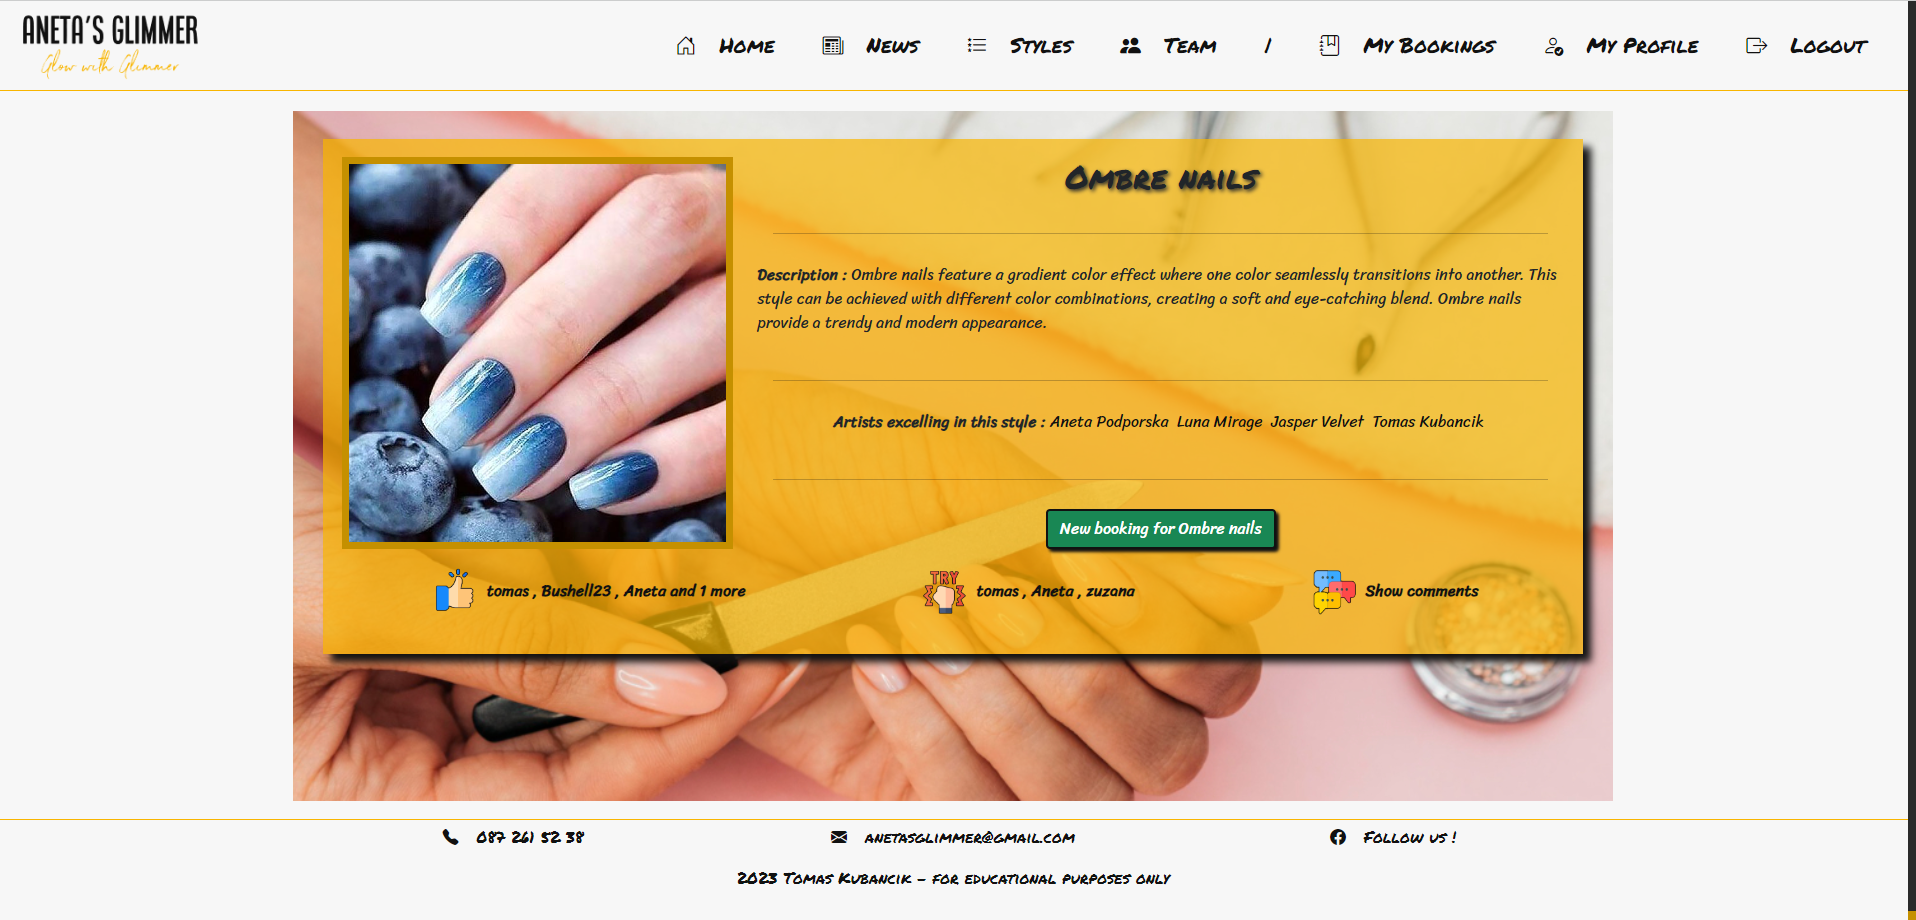 ANETA'S GLIMMER
Glow with Glimmer
Home
News
Styles
Team
/
My Bookings
My Profile
Logout
Ombre nails
Description : Ombre nails feature a gradient color effect where one color seamlessly transitions into another. This
style can be achieved with different color combinations, creating a soft and eye-catching blend. Ombre nails
provide a trendy and modern appearance.
Artists excelling in this style : Aneta Podporska Luna Mirage Jasper Velvet Tomas Kubancik
New booking for Ombre nails
tomas , Bushell23 , Aneta and 1 more
TRY
tomas , Aneta , zuzana
Show comments
087 261 52 38
anetasglimmer@gmail.com
Follow us !
2023 Tomas Kubancik - for educational purposes only